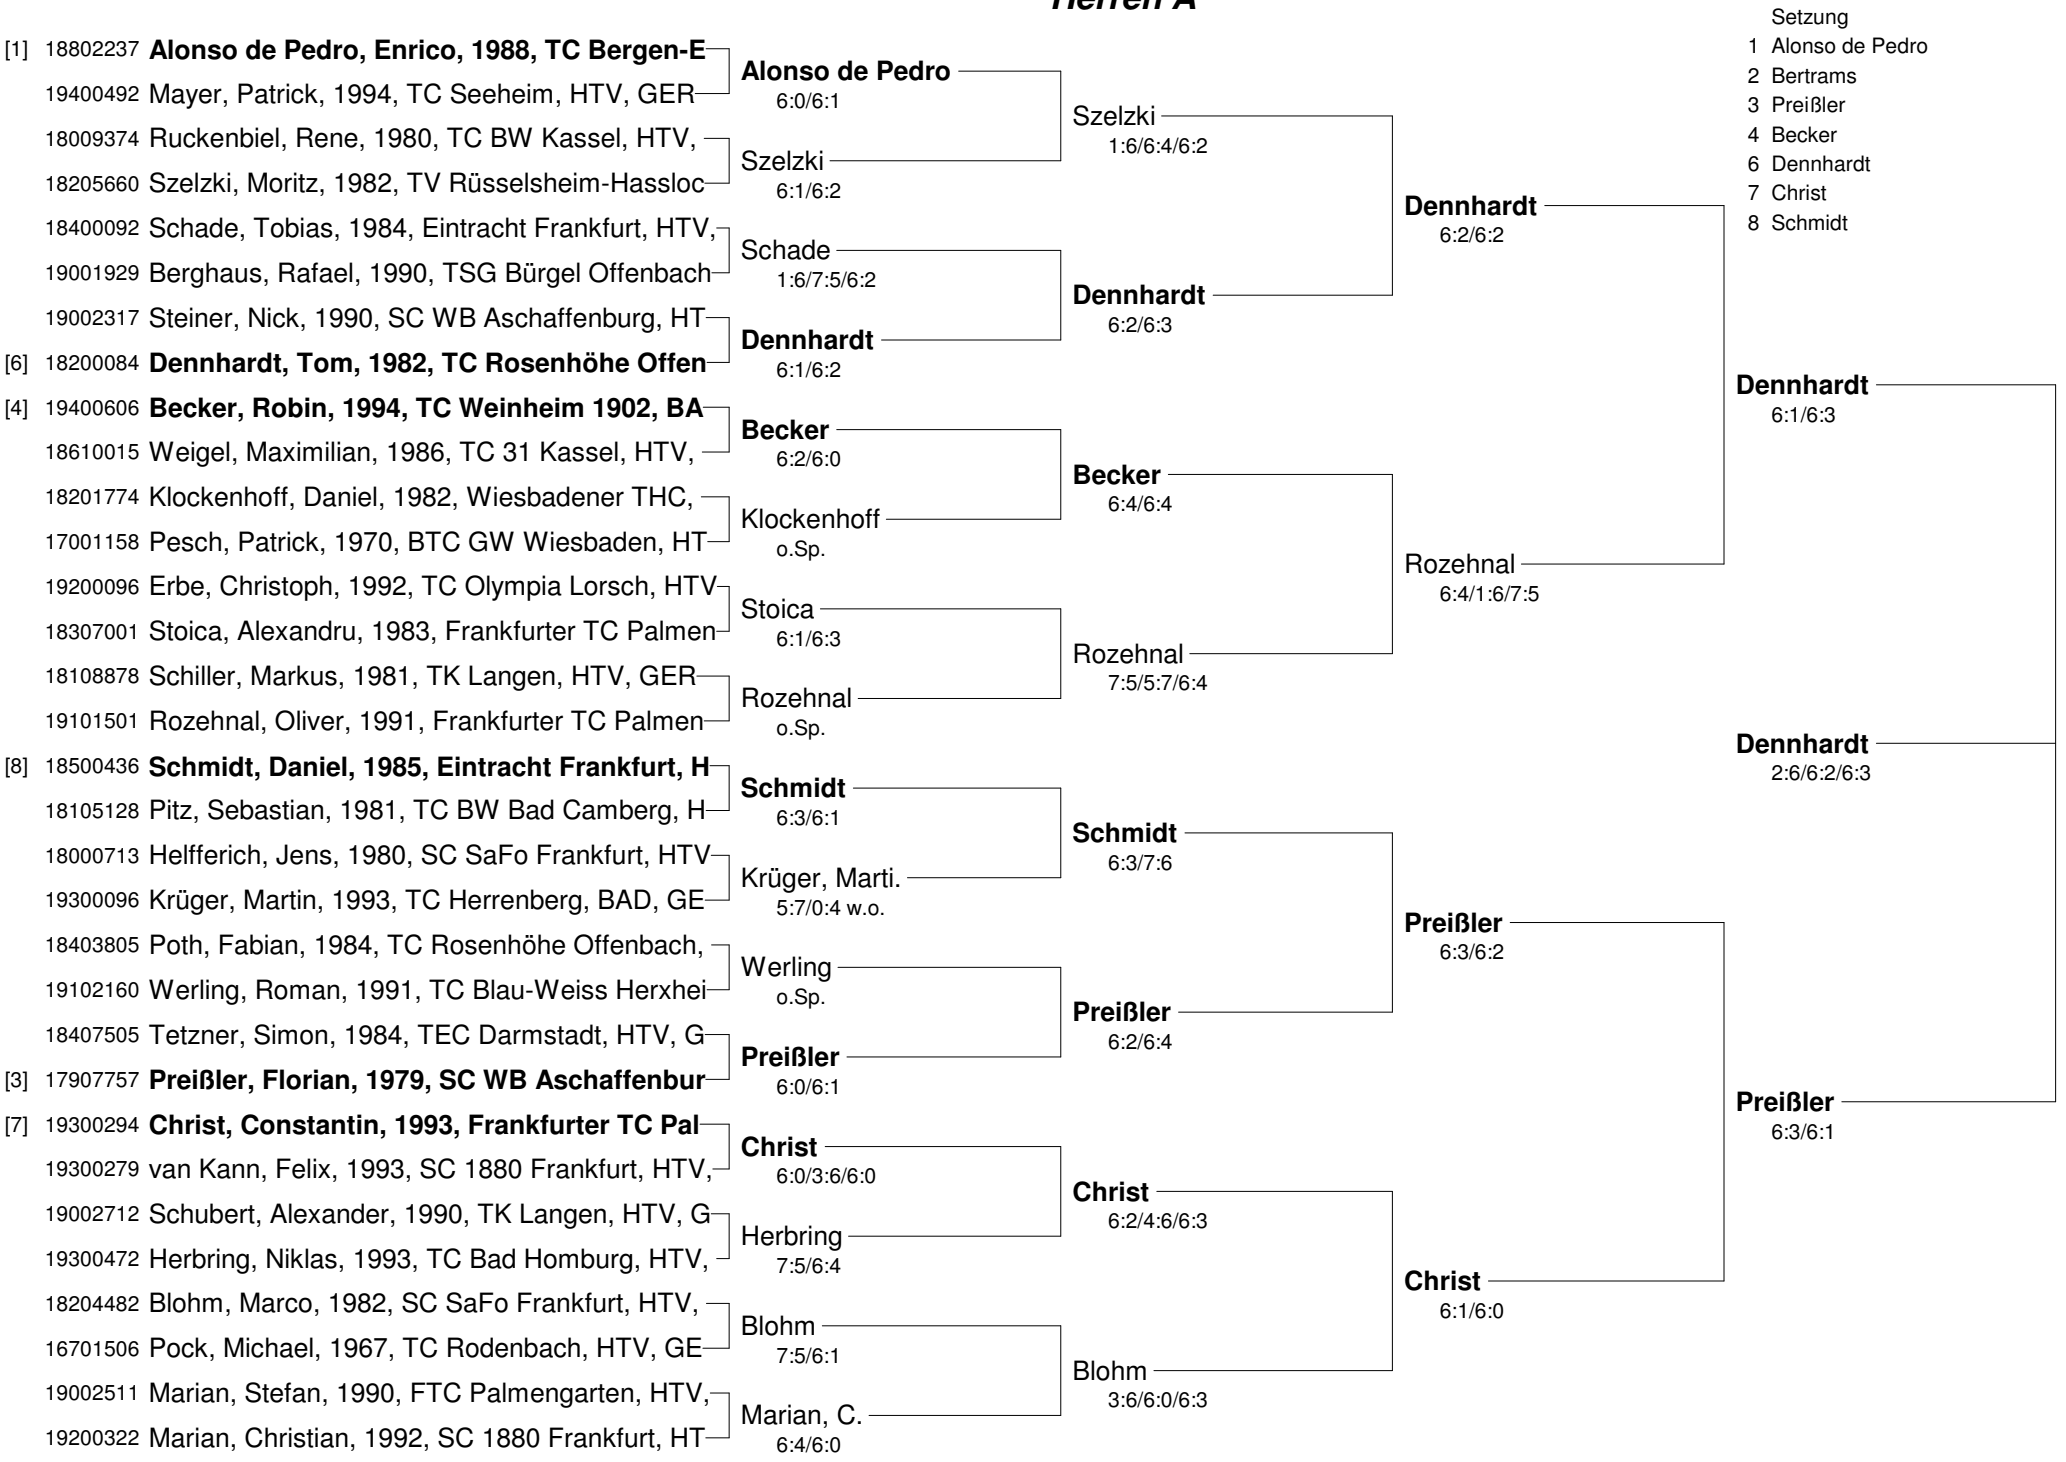 Herren A
Setzung
1 Alonso de Pedro
2 Bertrams
3 Preißler
4 Becker
6 Dennhardt
7 Christ
8 Schmidt
[1] 18802237 Alonso de Pedro, Enrico, 1988, TC Bergen-E
19400492 Mayer, Patrick, 1994, TC Seeheim, HTV, GER
18009374 Ruckenbiel, Rene, 1980, TC BW Kassel, HTV,
18205660 Szelzki, Moritz, 1982, TV Rüsselsheim-Hassloc
18400092 Schade, Tobias, 1984, Eintracht Frankfurt, HTV,
19001929 Berghaus, Rafael, 1990, TSG Bürgel Offenbach
19002317 Steiner, Nick, 1990, SC WB Aschaffenburg, HT
[6] 18200084 Dennhardt, Tom, 1982, TC Rosenhöhe Offen
[4] 19400606 Becker, Robin, 1994, TC Weinheim 1902, BA
18610015 Weigel, Maximilian, 1986, TC 31 Kassel, HTV,
18201774 Klockenhoff, Daniel, 1982, Wiesbadener THC,
17001158 Pesch, Patrick, 1970, BTC GW Wiesbaden, HT
19200096 Erbe, Christoph, 1992, TC Olympia Lorsch, HTV
18307001 Stoica, Alexandru, 1983, Frankfurter TC Palmen
18108878 Schiller, Markus, 1981, TK Langen, HTV, GER
19101501 Rozehnal, Oliver, 1991, Frankfurter TC Palmen
[8] 18500436 Schmidt, Daniel, 1985, Eintracht Frankfurt, H
18105128 Pitz, Sebastian, 1981, TC BW Bad Camberg, H
18000713 Helfferich, Jens, 1980, SC SaFo Frankfurt, HTV
19300096 Krüger, Martin, 1993, TC Herrenberg, BAD, GE
18403805 Poth, Fabian, 1984, TC Rosenhöhe Offenbach,
19102160 Werling, Roman, 1991, TC Blau-Weiss Herxhei
18407505 Tetzner, Simon, 1984, TEC Darmstadt, HTV, G
[3] 17907757 Preißler, Florian, 1979, SC WB Aschaffenbur
[7] 19300294 Christ, Constantin, 1993, Frankfurter TC Pal
19300279 van Kann, Felix, 1993, SC 1880 Frankfurt, HTV,
19002712 Schubert, Alexander, 1990, TK Langen, HTV, G
19300472 Herbring, Niklas, 1993, TC Bad Homburg, HTV,
18204482 Blohm, Marco, 1982, SC SaFo Frankfurt, HTV,
16701506 Pock, Michael, 1967, TC Rodenbach, HTV, GE
19002511 Marian, Stefan, 1990, FTC Palmengarten, HTV,
19200322 Marian, Christian, 1992, SC 1880 Frankfurt, HT
Alonso de Pedro
6:0/6:1
Szelzki
6:1/6:2
Schade
1:6/7:5/6:2
Dennhardt
6:1/6:2
Becker
6:2/6:0
Klockenhoff
o.Sp.
Stoica
6:1/6:3
Rozehnal
o.Sp.
Schmidt
6:3/6:1
Krüger, Marti.
5:7/0:4 w.o.
Werling
o.Sp.
Preißler
6:0/6:1
Christ
6:0/3:6/6:0
Herbring
7:5/6:4
Blohm
7:5/6:1
Marian, C.
6:4/6:0
Szelzki
1:6/6:4/6:2
Dennhardt
6:2/6:3
Becker
6:4/6:4
Rozehnal
7:5/5:7/6:4
Schmidt
6:3/7:6
Preißler
6:2/6:4
Christ
6:2/4:6/6:3
Blohm
3:6/6:0/6:3
Dennhardt
6:2/6:2
Rozehnal
6:4/1:6/7:5
Preißler
6:3/6:2
Christ
6:1/6:0
Dennhardt
6:1/6:3
Dennhardt
2:6/6:2/6:3
Preißler
6:3/6:1